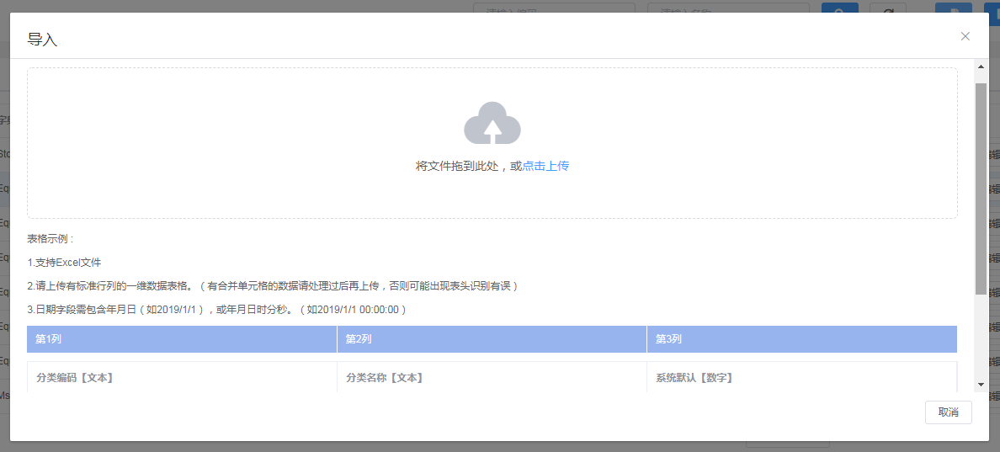 导入
将文件拖到此处，或点击上传
表格示例：
1.支持Excel文件
2.请上传有标准行列的一维数据表格。（有合并单元格的数据请处理过后再上传，否则可能出现表头识别有误）
3.日期字段需包含年月日（如2019/1/1），或年月日时分秒。（如2019/1/1 00:00:00）
第1列 第2列 第3列
分类编码【文本】 分类名称【文本】 系统默认【数字】
取消